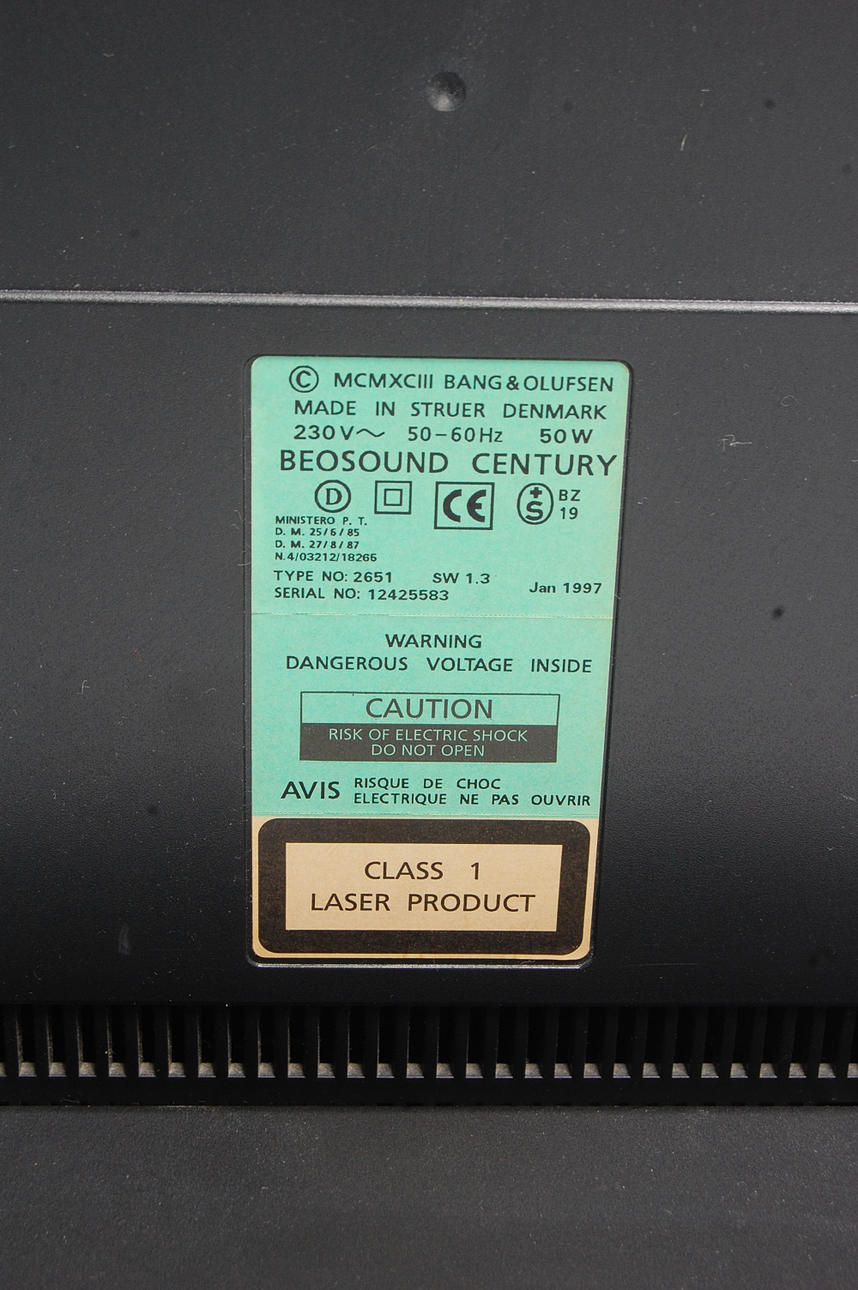 © MCMXCIII BANG & OLUFSEN
MADE IN STRUER DENMARK
230V~ 50-60Hz 50W
BEOSOUND CENTURY
D CE +S BZ 19
MINISTERO P. T.
D. M. 25/6/85
D. M. 27/8/87
N.4/03212/18266
TYPE NO: 2651 SW 1.3 Jan 1997
SERIAL NO: 12425583
WARNING
DANGEROUS VOLTAGE INSIDE
CAUTION
RISK OF ELECTRIC SHOCK
DO NOT OPEN
AVIS RISQUE DE CHOC
ELECTRIQUE NE PAS OUVRIR
CLASS 1
LASER PRODUCT